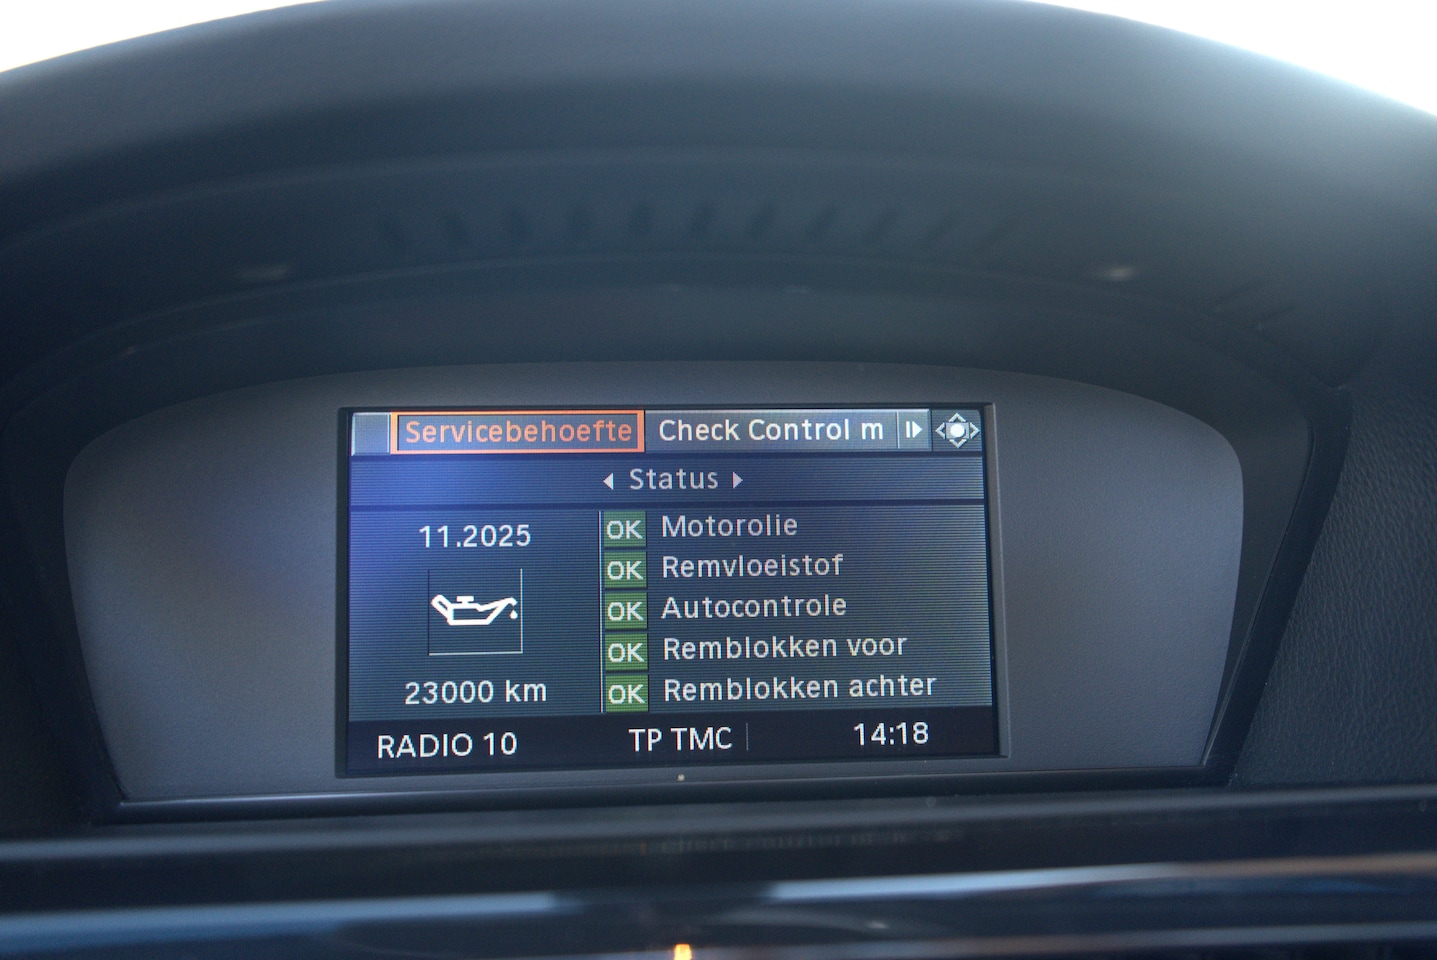 Servicebehoefte Check Control m
Status
11.2025
OK Motorolie
OK Remvloeistof
OK Autocontrole
OK Remblokken voor
23000 km
OK Remblokken achter
RADIO 10 TP TMC 14:18